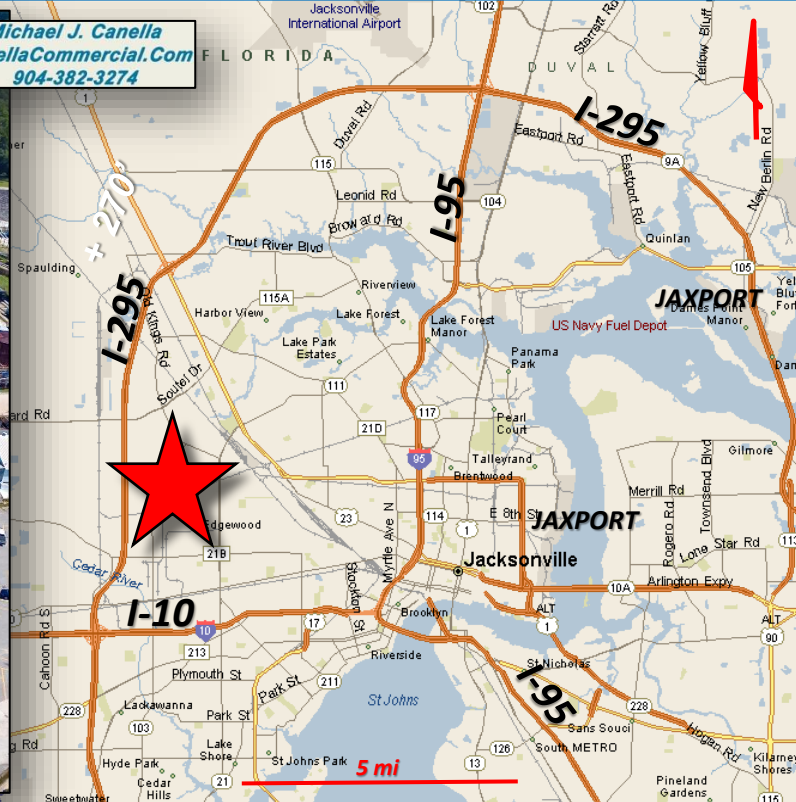 Michael J. Canella
ellaCommercial.Com
904-382-3274
Jacksonville
International Airport
102
Starratt Rd
Yellow Bluff
FLORIDA
DUVAL
1
Duval Rd
I-295
Eastport Rd
9A
New Berlin Rd
115
+ 270'
Leonid Rd
I-95
104
Eastport Rd
Broward Rd
Trout River Blvd
Quinlan
Spaulding
105
I-295
Old Kings Rd
115A
Riverview
JAXPORT
Harbor View
Lake Forest
Lake Forest
Manor
US Navy Fuel Depot
Dames Point
Manor
Lake Park
Estates
Panama
Park
Soutel Dr
111
117
Pearl
Court
21D
95
Talleyrand
Gilmore
Brentwood
Merrill Rd
Townsend Blvd
Rogero Rd
Edgewood
23
Myrtle Ave N
114
1
E 8th St
JAXPORT
Lone Star Rd
21B
Jacksonville
Cedar River
Stockton St
10A
Arlington Expy
I-10
10
17
Brooklyn
ALT
1
ALT
90
Cahoon Rd S
213
Riverside
St Nicholas
Plymouth St
Park St
211
St Johns
I-95
228
Lackawanna
Park St
228
103
Sans Souci
Hogan Rd
Lake
Shore
St Johns Park
5 mi
126
South METRO
13
Hyde Park
21
Cedar
Hills
Kilarney
Shores
Pineland
Gardens
115
Sweetwater